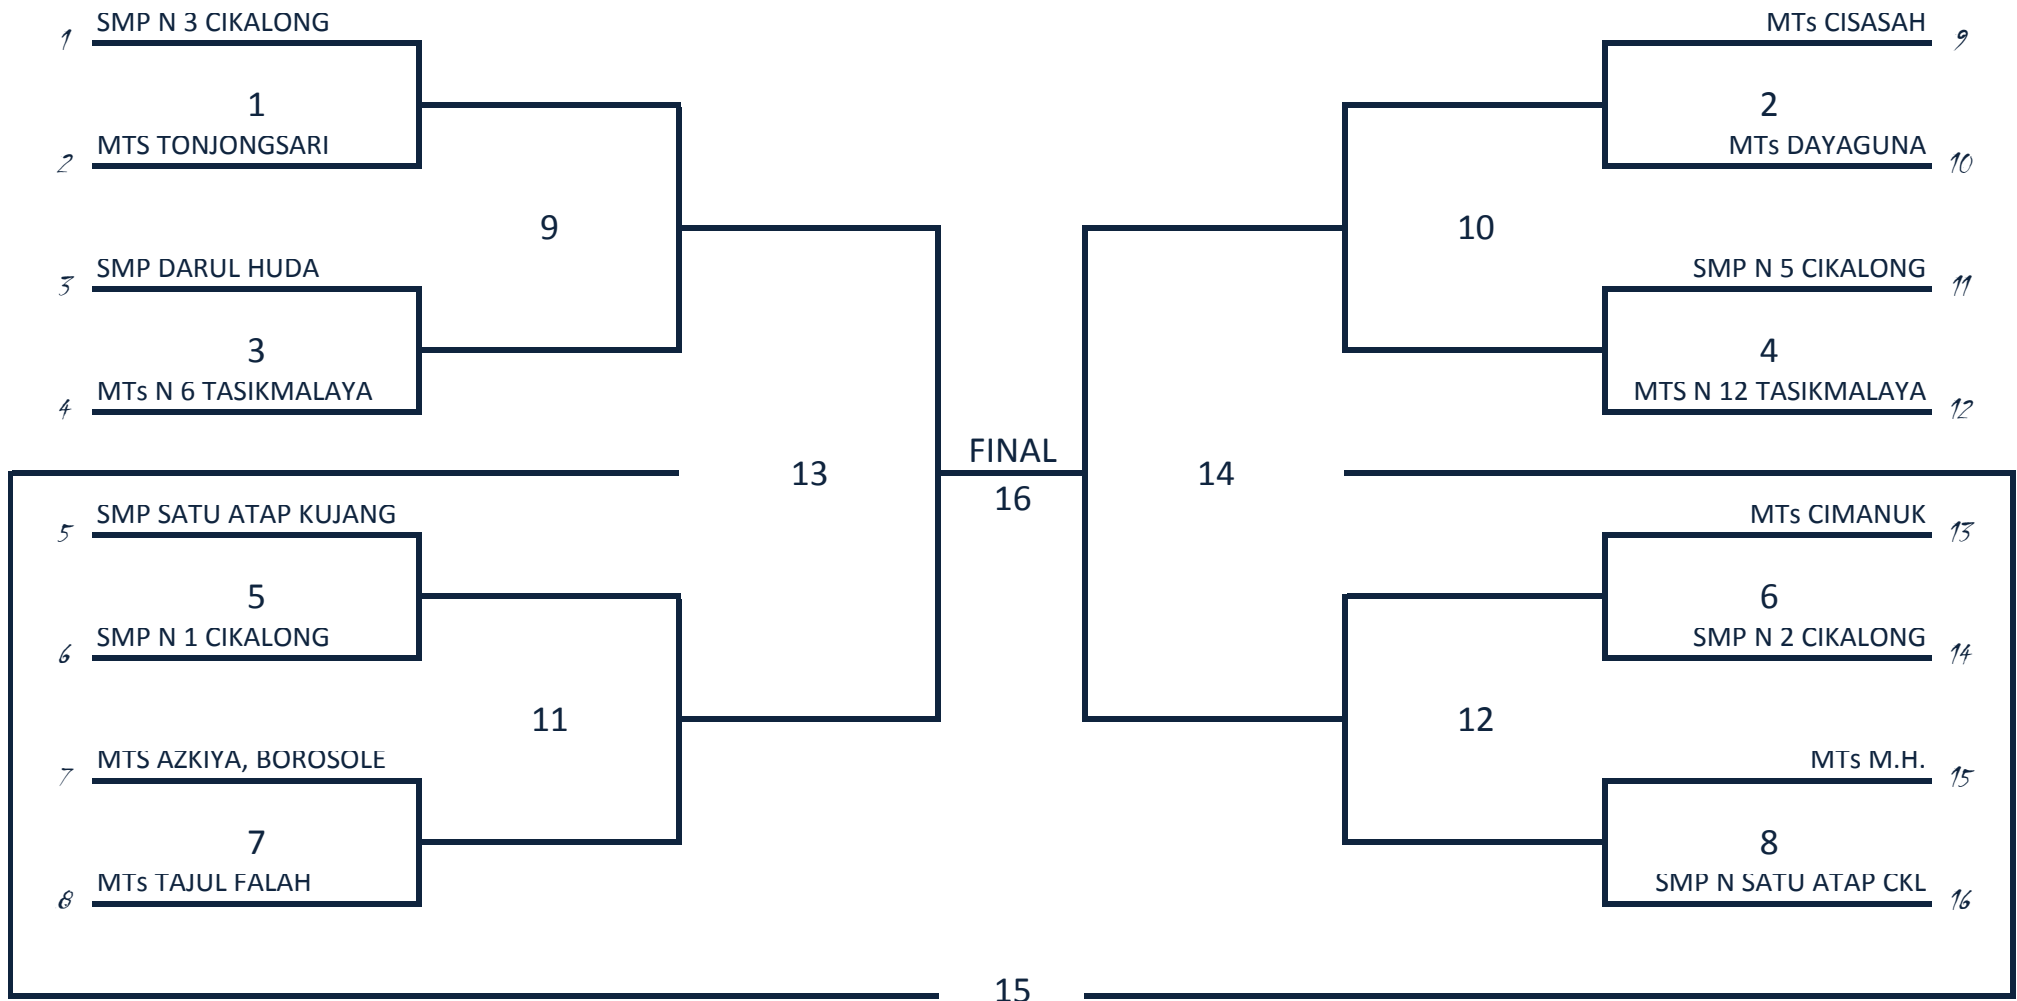 SMP N 3 CIKALONG
1
1
MTS TONJONGSARI
2
9
SMP DARUL HUDA
3
3
MTs N 6 TASIKMALAYA
4
13
SMP SATU ATAP KUJANG
5
5
SMP N 1 CIKALONG
6
11
MTS AZKIYA, BOROSOLE
7
7
MTs TAJUL FALAH
8
FINAL
16
15
MTs CISASAH
9
2
MTs DAYAGUNA
10
10
SMP N 5 CIKALONG
11
4
MTS N 12 TASIKMALAYA
12
14
MTs CIMANUK
13
6
SMP N 2 CIKALONG
14
12
MTs M.H.
15
8
SMP N SATU ATAP CKL
16